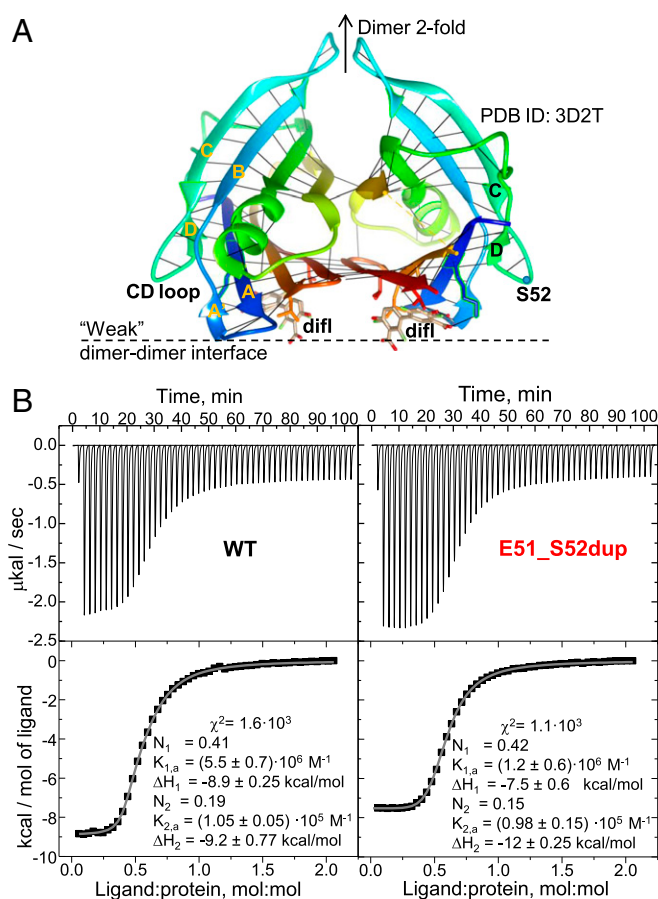 A
Dimer 2-fold
PDB ID: 3D2T
C
B
C
D
D
CD loop
A
A
S52
"Weak"
difl
difl
dimer-dimer interface
B
Time, min
Time, min
0 10 20 30 40 50 60 70 80 90 100
0 10 20 30 40 50 60 70 80 90 100
0.0
-0.5
-1.0
-1.5
-2.0
-2.5
µkal / sec
WT
E51_S52dup
0
-2
-4
-6
-8
-10
kcal / mol of ligand
χ²= 1.6·10³
N₁ = 0.41
K₁,ₐ = (5.5 ± 0.7)·10⁶ M⁻¹
ΔH₁ = -8.9 ± 0.25 kcal/mol
N₂ = 0.19
K₂,ₐ = (1.05 ± 0.05) ·10⁵ M⁻¹
ΔH₂ = -9.2 ± 0.77 kcal/mol
χ²= 1.1·10³
N₁ = 0.42
K₁,ₐ = (1.2 ± 0.6)·10⁶ M⁻¹
ΔH₁ = -7.5 ± 0.6 kcal/mol
N₂ = 0.15
K₂,ₐ = (0.98 ± 0.15) ·10⁵ M⁻¹
ΔH₂ = -12 ± 0.25 kcal/mol
0.0 0.5 1.0 1.5 2.0
0.0 0.5 1.0 1.5 2.0
Ligand:protein, mol:mol
Ligand:protein, mol:mol